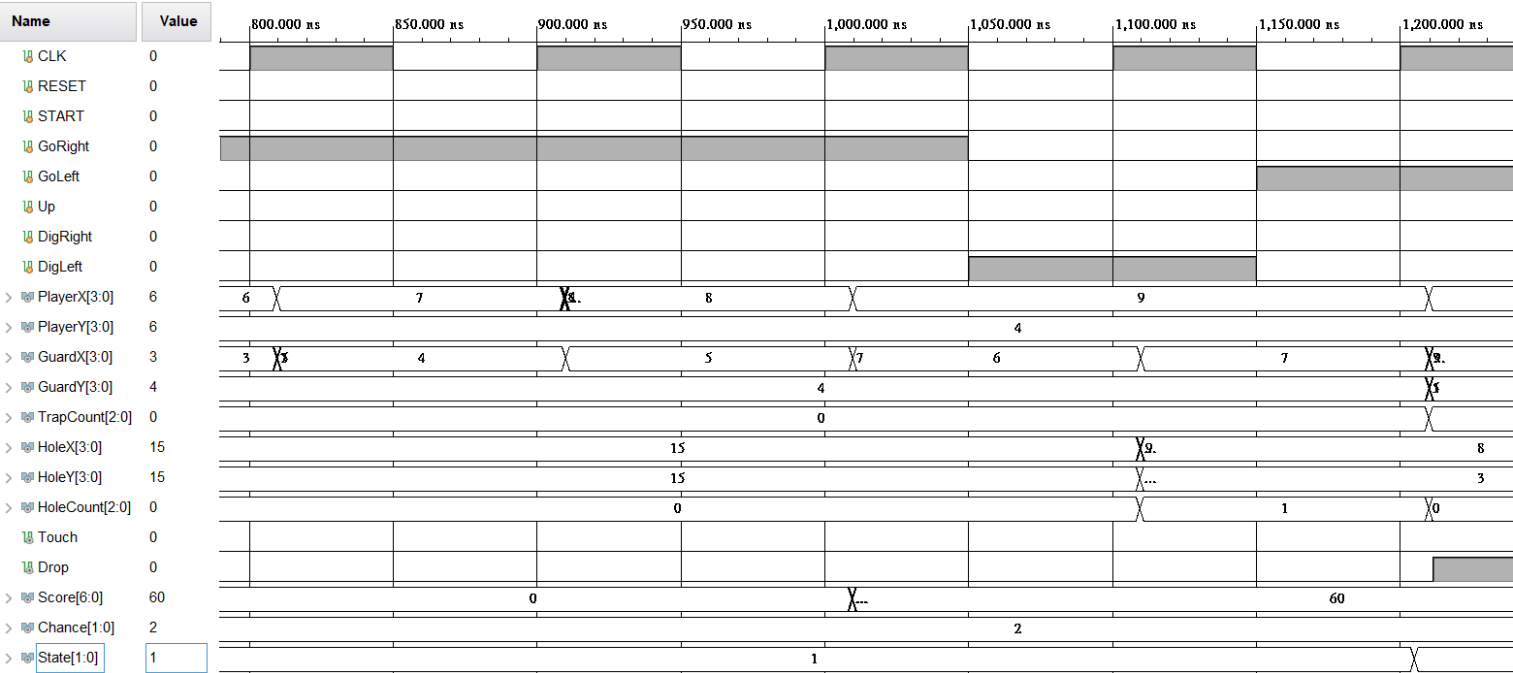 Name Value 800.000 ns 850.000 ns 900.000 ns 950.000 ns 1,000.000 ns 1,050.000 ns 1,100.000 ns 1,150.000 ns 1,200.000 ns
CLK 0
RESET 0
START 0
GoRight 0
GoLeft 0
Up 0
DigRight 0
DigLeft 0
PlayerX[3:0] 6 6 7 8 9
PlayerY[3:0] 6 4
GuardX[3:0] 3 3 4 5 7 6 7
GuardY[3:0] 4 4
TrapCount[2:0] 0 0
HoleX[3:0] 15 15 8
HoleY[3:0] 15 15 ... 3
HoleCount[2:0] 0 0 1 0
Touch 0
Drop 0
Score[6:0] 60 0 ... 60
Chance[1:0] 2 2
State[1:0] 1 1